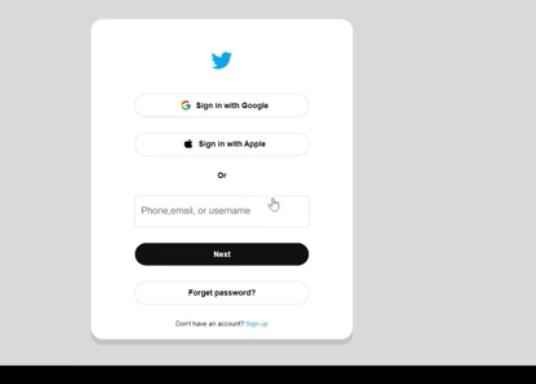 Sign in with Google
Sign in with Apple
Or
Phone,email, or username
Next
Forget password?
Don't have an account? Sign up